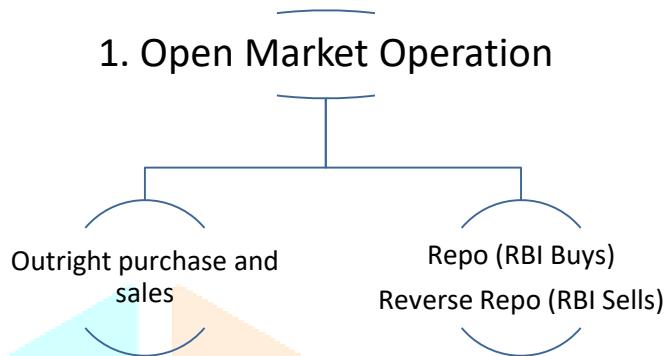 1. Open Market Operation
Outright purchase and
sales
Repo (RBI Buys)
Reverse Repo (RBI Sells)